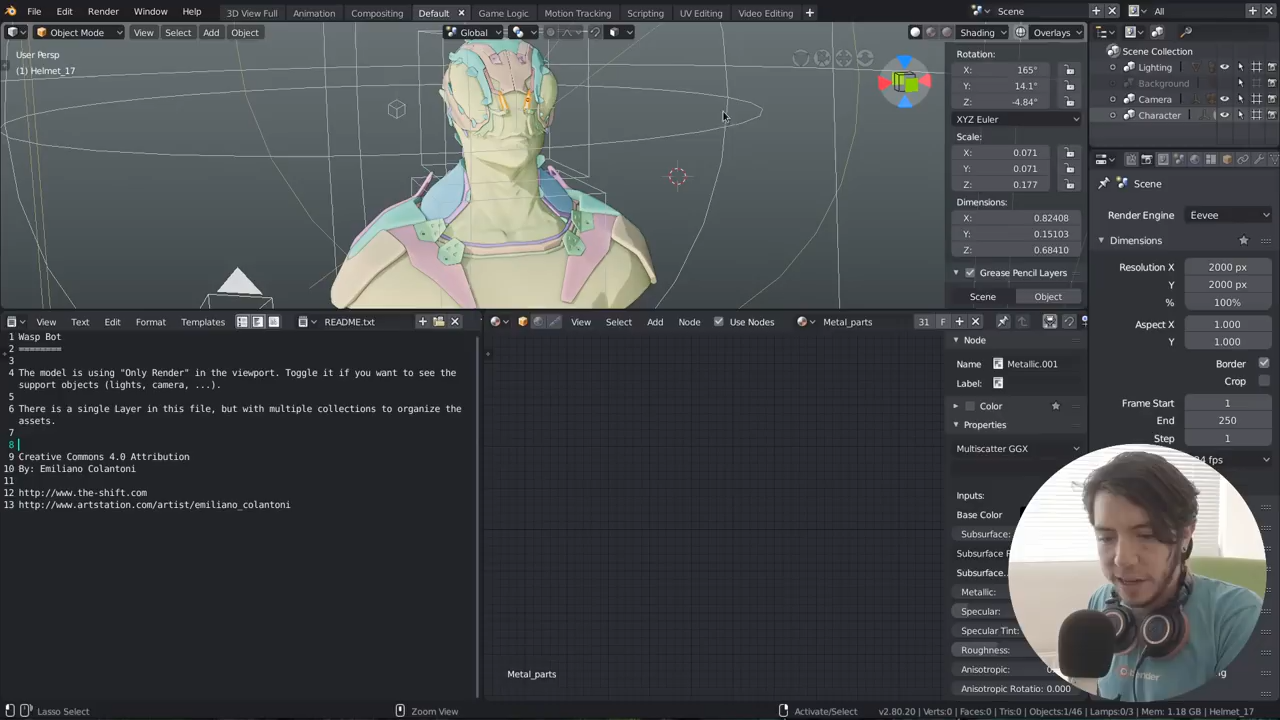 File Edit Render Window Help 3D View Full Animation Compositing Default Game Logic Motion Tracking Scripting UV Editing Video Editing Scene All
Object Mode View Select Add Object Global Shading Overlays
User Persp
(1) Helmet_17
Rotation:
X: 165°
Y: 14.1°
Z: -4.84°
XYZ Euler
Scale:
X: 0.071
Y: 0.071
Z: 0.177
Dimensions:
X: 0.82408
Y: 0.15103
Z: 0.68410
Grease Pencil Layers
Scene Object
Scene Collection
Lighting
Background
Camera
Character
Scene
Render Engine Eevee
Dimensions
Resolution X 2000 px
Y 2000 px
% 100%
Aspect X 1.000
Y 1.000
Border
Crop
Frame Start 1
End 250
Step 1
fps
View Text Edit Format Templates README.txt
1 Wasp Bot
2 ========
3
4 The model is using "Only Render" in the viewport. Toggle it if you want to see the
support objects (lights, camera, ...).
5
6 There is a single Layer in this file, but with multiple collections to organize the
assets.
7
8
9 Creative Commons 4.0 Attribution
10 By: Emiliano Colantoni
11
12 http://www.the-shift.com
13 http://www.artstation.com/artist/emiliano_colantoni
View Select Add Node Use Nodes Metal_parts 31 F
Metal_parts
Node
Name Metallic.001
Label:
Color
Properties
Multiscatter GGX
Inputs:
Base Color
Subsurface:
Subsurface
Subsurface..
Metallic:
Specular:
Specular Tint:
Roughness:
Anisotropic:
Anisotropic Rotation: 0.000
blender
Lasso Select Zoom View Activate/Select v2.80.20 | Verts:0 | Faces:0 | Tris:0 | Objects:1/46 | Lamps:0/3 | Mem: 1.18 GB | Helmet_17